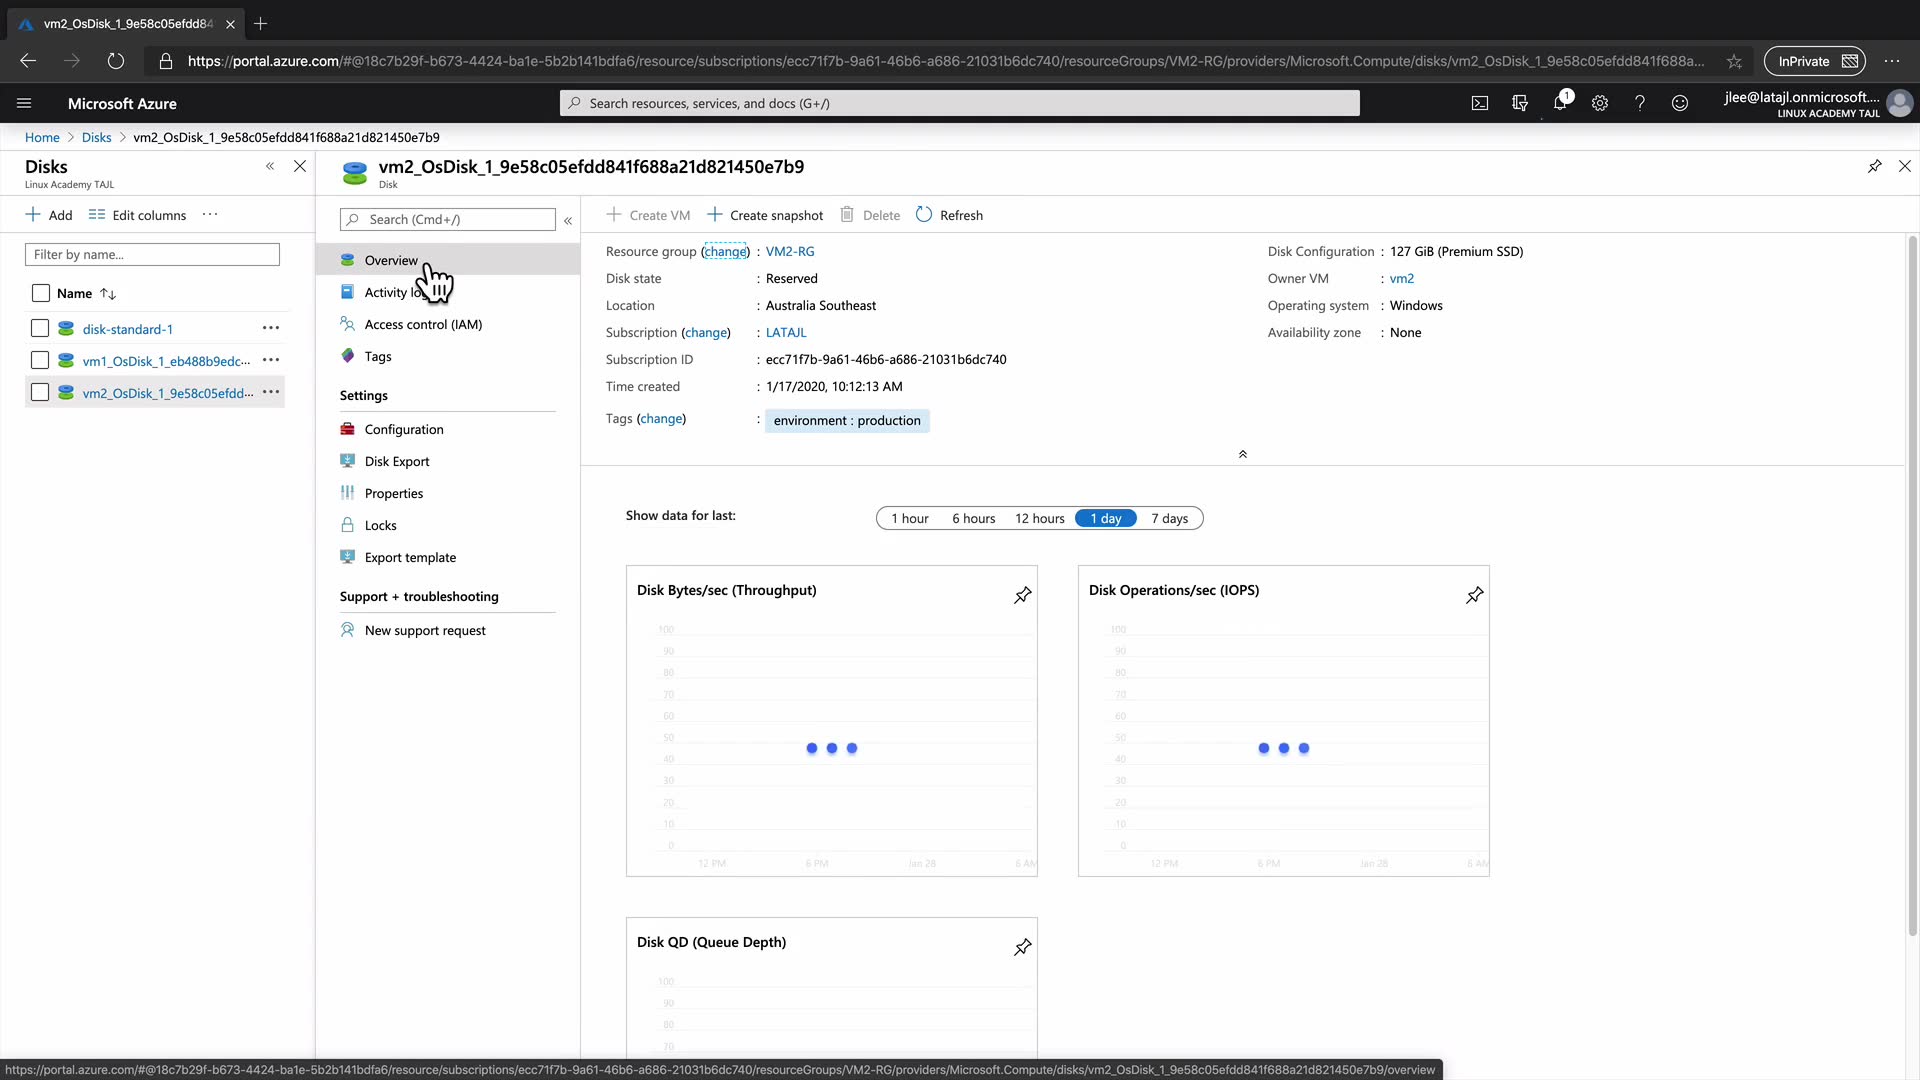 vm2_OsDisk_1_9e58c05efdd84
https://portal.azure.com/#@18c7b29f-b673-4424-ba1e-5b2b141bdfa6/resource/subscriptions/ecc71f7b-9a61-46b6-a686-21031b6dc740/resourceGroups/VM2-RG/providers/Microsoft.Compute/disks/vm2_OsDisk_1_9e58c05efdd841f688a...
InPrivate
Microsoft Azure
Search resources, services, and docs (G+/)
1
jlee@latajl.onmicrosoft....
LINUX ACADEMY TAJL
Home > Disks > vm2_OsDisk_1_9e58c05efdd841f688a21d821450e7b9
Disks
Linux Academy TAJL
Add
Edit columns
Filter by name...
Name
disk-standard-1
vm1_OsDisk_1_eb488b9edc...
vm2_OsDisk_1_9e58c05efdd...
vm2_OsDisk_1_9e58c05efdd841f688a21d821450e7b9
Disk
Search (Cmd+/)
Overview
Activity lo
Access control (IAM)
Tags
Settings
Configuration
Disk Export
Properties
Locks
Export template
Support + troubleshooting
New support request
Create VM
Create snapshot
Delete
Refresh
Resource group (change) : VM2-RG
Disk state : Reserved
Location : Australia Southeast
Subscription (change) : LATAJL
Subscription ID : ecc71f7b-9a61-46b6-a686-21031b6dc740
Time created : 1/17/2020, 10:12:13 AM
Tags (change) : environment : production
Disk Configuration : 127 GiB (Premium SSD)
Owner VM : vm2
Operating system : Windows
Availability zone : None
Show data for last:
1 hour
6 hours
12 hours
1 day
7 days
Disk Bytes/sec (Throughput)
100
90
80
70
60
50
40
30
20
10
0
12 PM
6 PM
Jan 28
6 AM
Disk Operations/sec (IOPS)
100
90
80
70
60
50
40
30
20
10
0
12 PM
6 PM
Jan 28
6 AM
Disk QD (Queue Depth)
100
90
80
70
https://portal.azure.com/#@18c7b29f-b673-4424-ba1e-5b2b141bdfa6/resource/subscriptions/ecc71f7b-9a61-46b6-a686-21031b6dc740/resourceGroups/VM2-RG/providers/Microsoft.Compute/disks/vm2_OsDisk_1_9e58c05efdd841f688a21d821450e7b9/overview